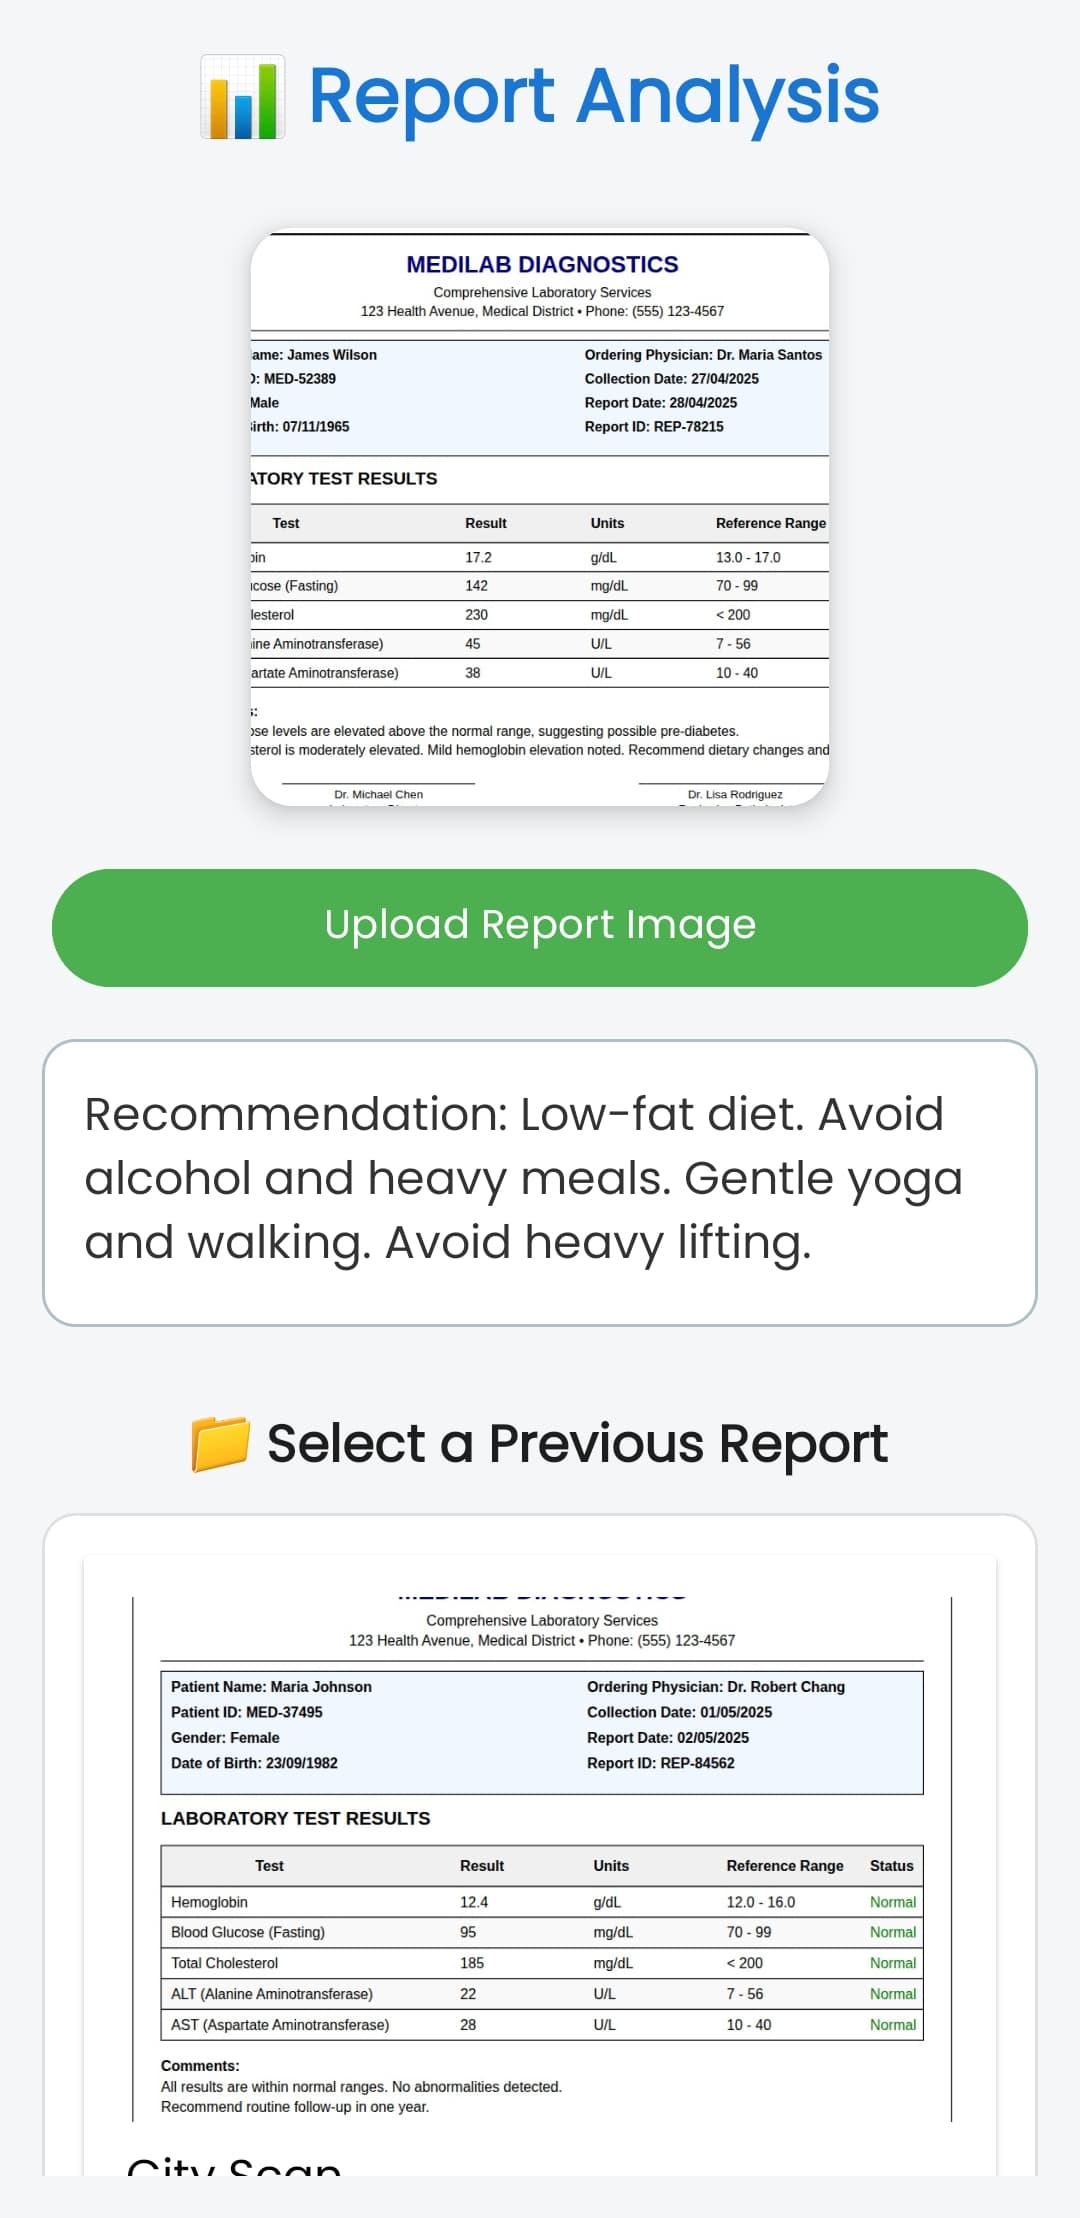 📊 Report Analysis
MEDILAB DIAGNOSTICS
Comprehensive Laboratory Services
123 Health Avenue, Medical District • Phone: (555) 123-4567
ame: James Wilson
Ordering Physician: Dr. Maria Santos
D: MED-52389
Collection Date: 27/04/2025
Male
Report Date: 28/04/2025
irth: 07/11/1965
Report ID: REP-78215
ATORY TEST RESULTS
Test Result Units Reference Range
bin 17.2 g/dL 13.0 - 17.0
cose (Fasting) 142 mg/dL 70 - 99
lesterol 230 mg/dL < 200
ine Aminotransferase) 45 U/L 7 - 56
artate Aminotransferase) 38 U/L 10 - 40
s:
ose levels are elevated above the normal range, suggesting possible pre-diabetes.
sterol is moderately elevated. Mild hemoglobin elevation noted. Recommend dietary changes and
Dr. Michael Chen
Dr. Lisa Rodriguez
Upload Report Image
Recommendation: Low-fat diet. Avoid
alcohol and heavy meals. Gentle yoga
and walking. Avoid heavy lifting.
📁 Select a Previous Report
Comprehensive Laboratory Services
123 Health Avenue, Medical District • Phone: (555) 123-4567
Patient Name: Maria Johnson
Ordering Physician: Dr. Robert Chang
Patient ID: MED-37495
Collection Date: 01/05/2025
Gender: Female
Report Date: 02/05/2025
Date of Birth: 23/09/1982
Report ID: REP-84562
LABORATORY TEST RESULTS
Test Result Units Reference Range Status
Hemoglobin 12.4 g/dL 12.0 - 16.0 Normal
Blood Glucose (Fasting) 95 mg/dL 70 - 99 Normal
Total Cholesterol 185 mg/dL < 200 Normal
ALT (Alanine Aminotransferase) 22 U/L 7 - 56 Normal
AST (Aspartate Aminotransferase) 28 U/L 10 - 40 Normal
Comments:
All results are within normal ranges. No abnormalities detected.
Recommend routine follow-up in one year.
City Scan